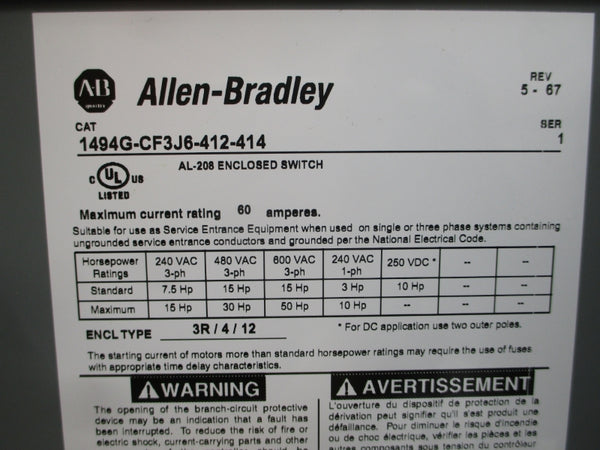 A-B
QUALITY
Allen-Bradley
REV
5 - 67
CAT
SER
1494G-CF3J6-412-414
1
AL-208 ENCLOSED SWITCH
C UL US
LISTED
Maximum current rating 60 amperes.
Suitable for use as Service Entrance Equipment when used on single or three phase systems containing
ungrounded service entrance conductors and grounded per the National Electrical Code.
Horsepower Ratings 240 VAC 3-ph 480 VAC 3-ph 600 VAC 3-ph 240 VAC 1-ph 250 VDC * -- --
Standard 7.5 Hp 15 Hp 15 Hp 3 Hp 10 Hp -- --
Maximum 15 Hp 30 Hp 50 Hp 10 Hp -- --
ENCL TYPE 3R / 4 / 12 * For DC application use two outer poles.
The starting current of motors more than standard horsepower ratings may require the use of fuses
with appropriate time delay characteristics.
WARNING
The opening of the branch-circuit protective
device may be an indication that a fault has
been interrupted. To reduce the risk of fire or
electric shock, current-carrying parts and other
AVERTISSEMENT
L'ouverture du dispositif de protection de la
dérivation peut signifier qu'il s'est produit une
défaillance. Pour diminuer le risque d'incendie
ou de choc électrique, vérifier les pièces et les
autres composants sous tension du contrôleur